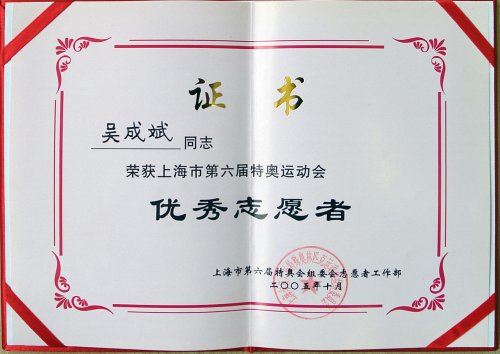 证 书
吴成斌 同志
荣获上海市第六届特奥运动会
优秀志愿者
上海市第六届特奥会组委会志愿者工作部
二〇〇五年十月